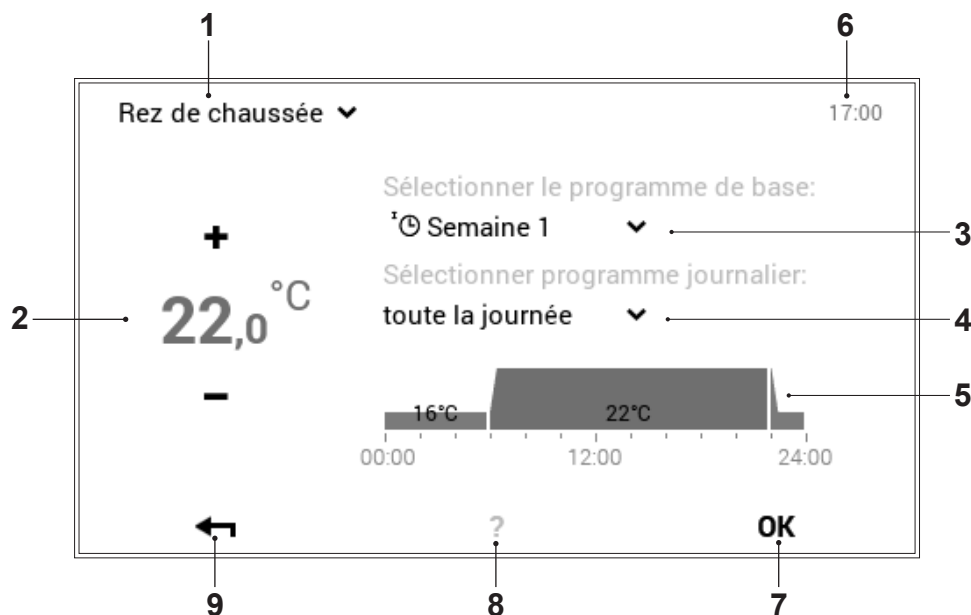 1
6
Rez de chaussée
17:00
Sélectionner le programme de base:
I Semaine 1
3
Sélectionner programme journalier:
2
22,0 °C
toute la journée
4
5
16°C
22°C
00:00
12:00
24:00
?
OK
9
8
7